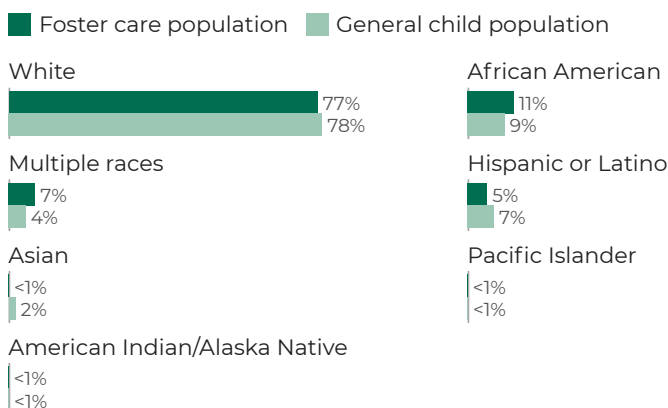 Foster care population General child population
White
77%
78%
African American
11%
9%
Multiple races
7%
4%
Hispanic or Latino
5%
7%
Asian
<1%
2%
Pacific Islander
<1%
<1%
American Indian/Alaska Native
<1%
<1%